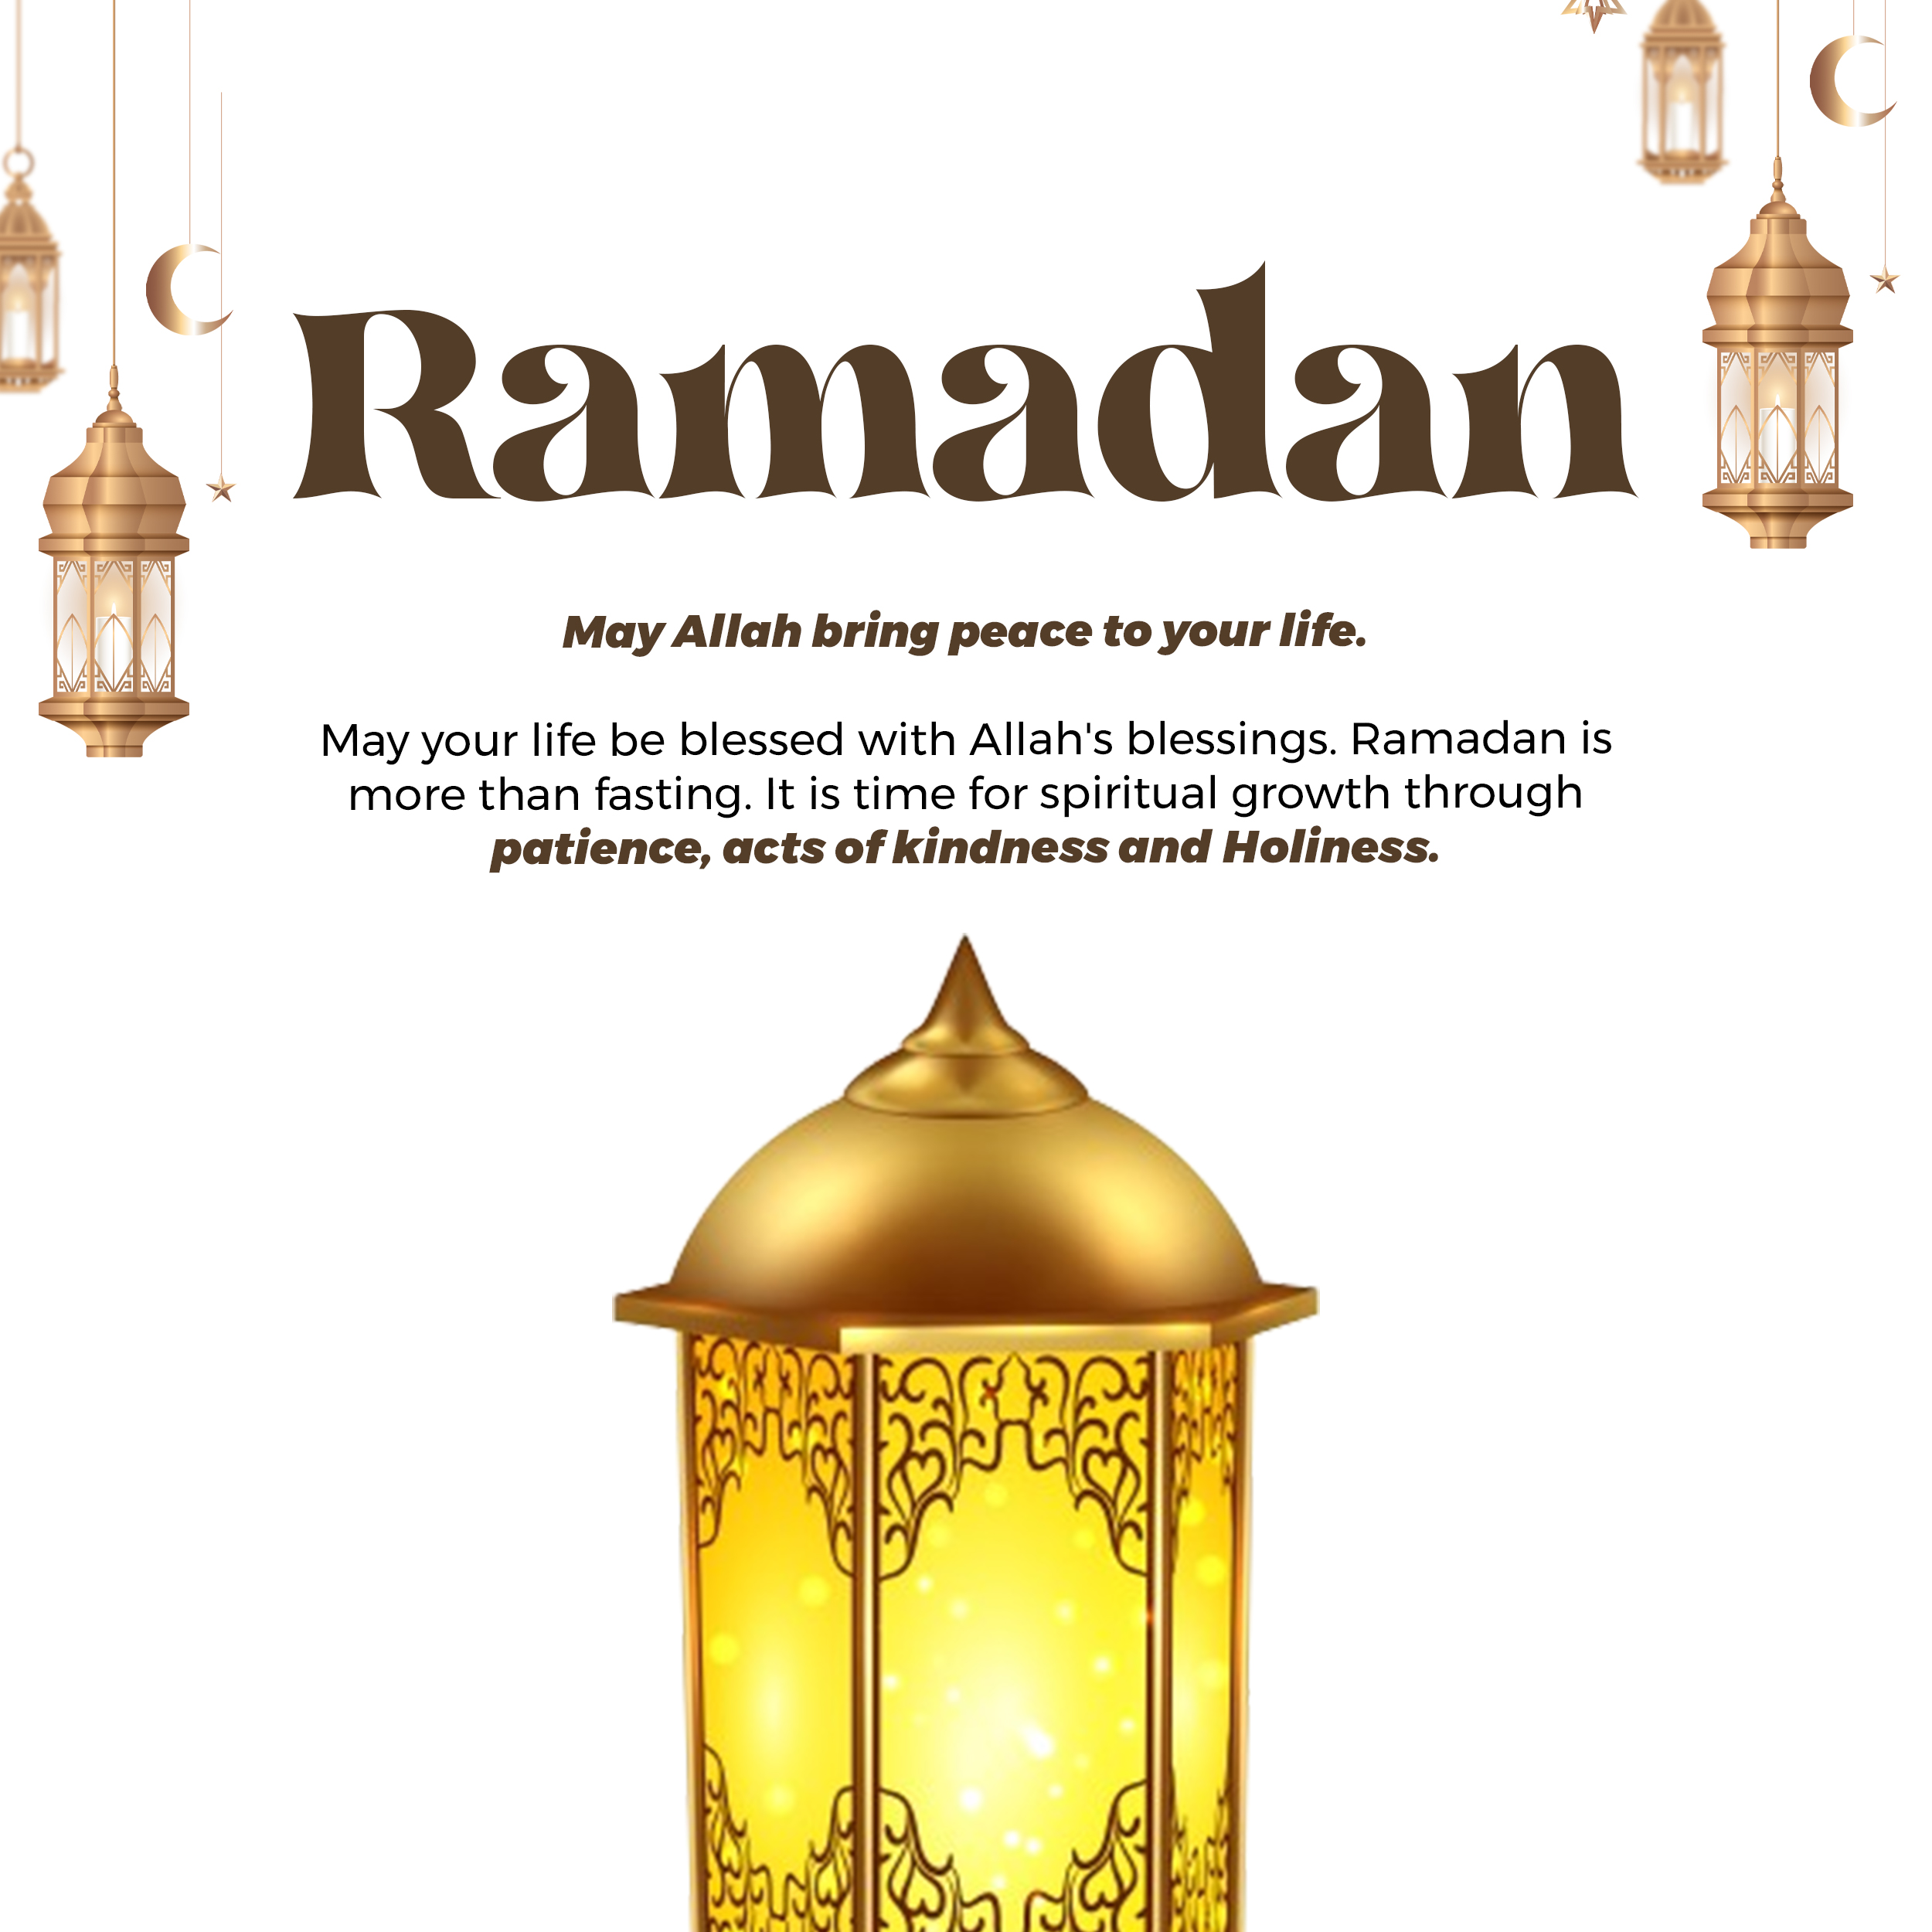 Ramadan
May Allah bring peace to your life.
May your life be blessed with Allah's blessings. Ramadan is
more than fasting. It is time for spiritual growth through
patience, acts of kindness and Holiness.